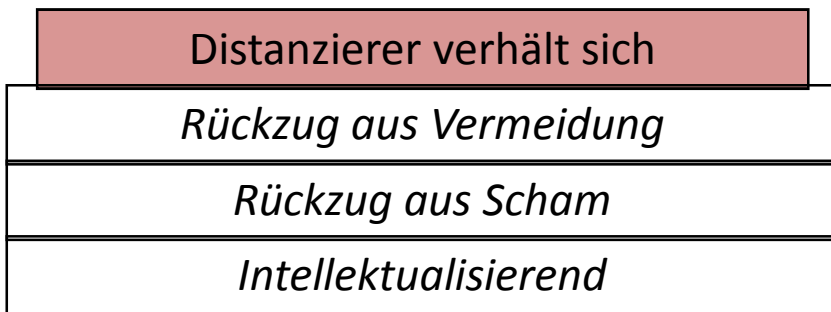 Distanzierer verhält sich
Rückzug aus Vermeidung
Rückzug aus Scham
Intellektualisierend